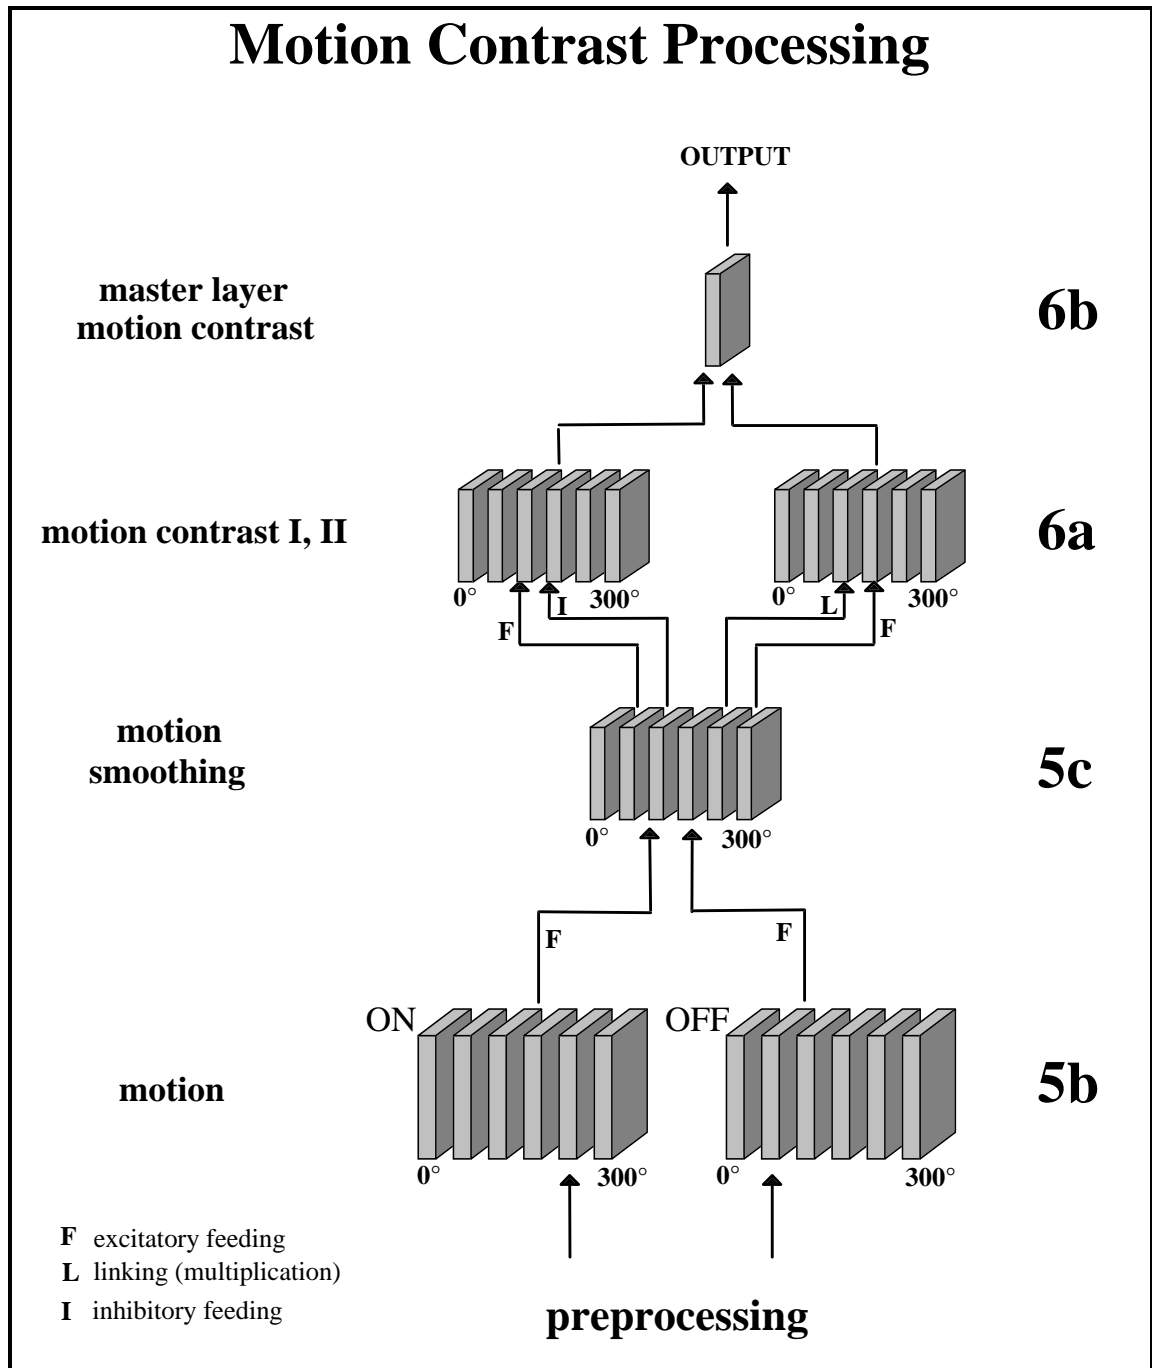 Motion Contrast Processing
OUTPUT
master layer
motion contrast
6b
motion contrast I, II
6a
0°
I
300°
F
0°
L
300°
F
motion
smoothing
5c
0°
300°
F
F
ON
OFF
motion
5b
0°
300°
0°
300°
F excitatory feeding
L linking (multiplication)
I inhibitory feeding
preprocessing